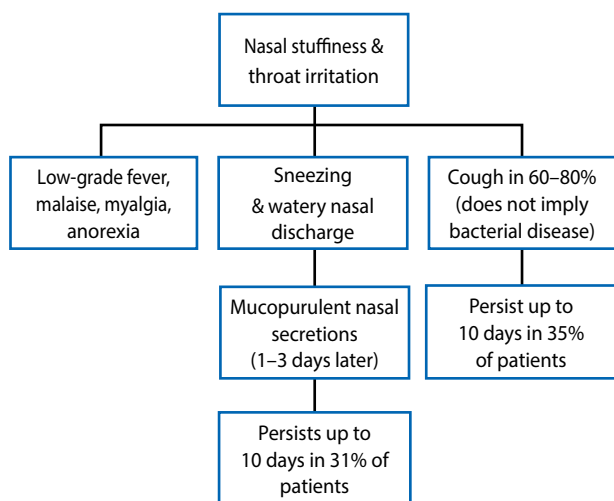 Nasal stuffiness &
throat irritation
Low-grade fever,
malaise, myalgia,
anorexia
Sneezing
& watery nasal
discharge
Cough in 60–80%
(does not imply
bacterial disease)
Mucopurulent nasal
secretions
(1–3 days later)
Persist up to
10 days in 35%
of patients
Persists up to
10 days in 31% of
patients